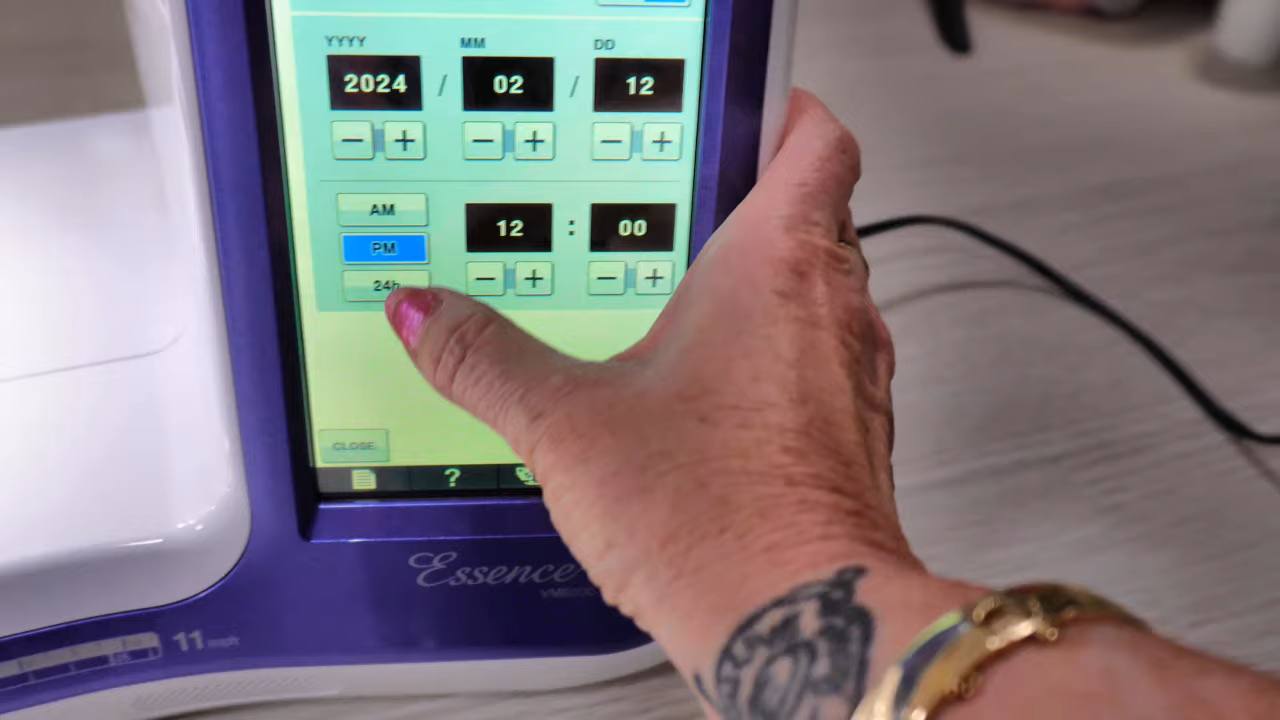 YYYY MM DD
2024 / 02 / 12
− + − + − +
AM
PM
12 : 00
24h
− + − +
CLOSE
?
Essence
11 inch